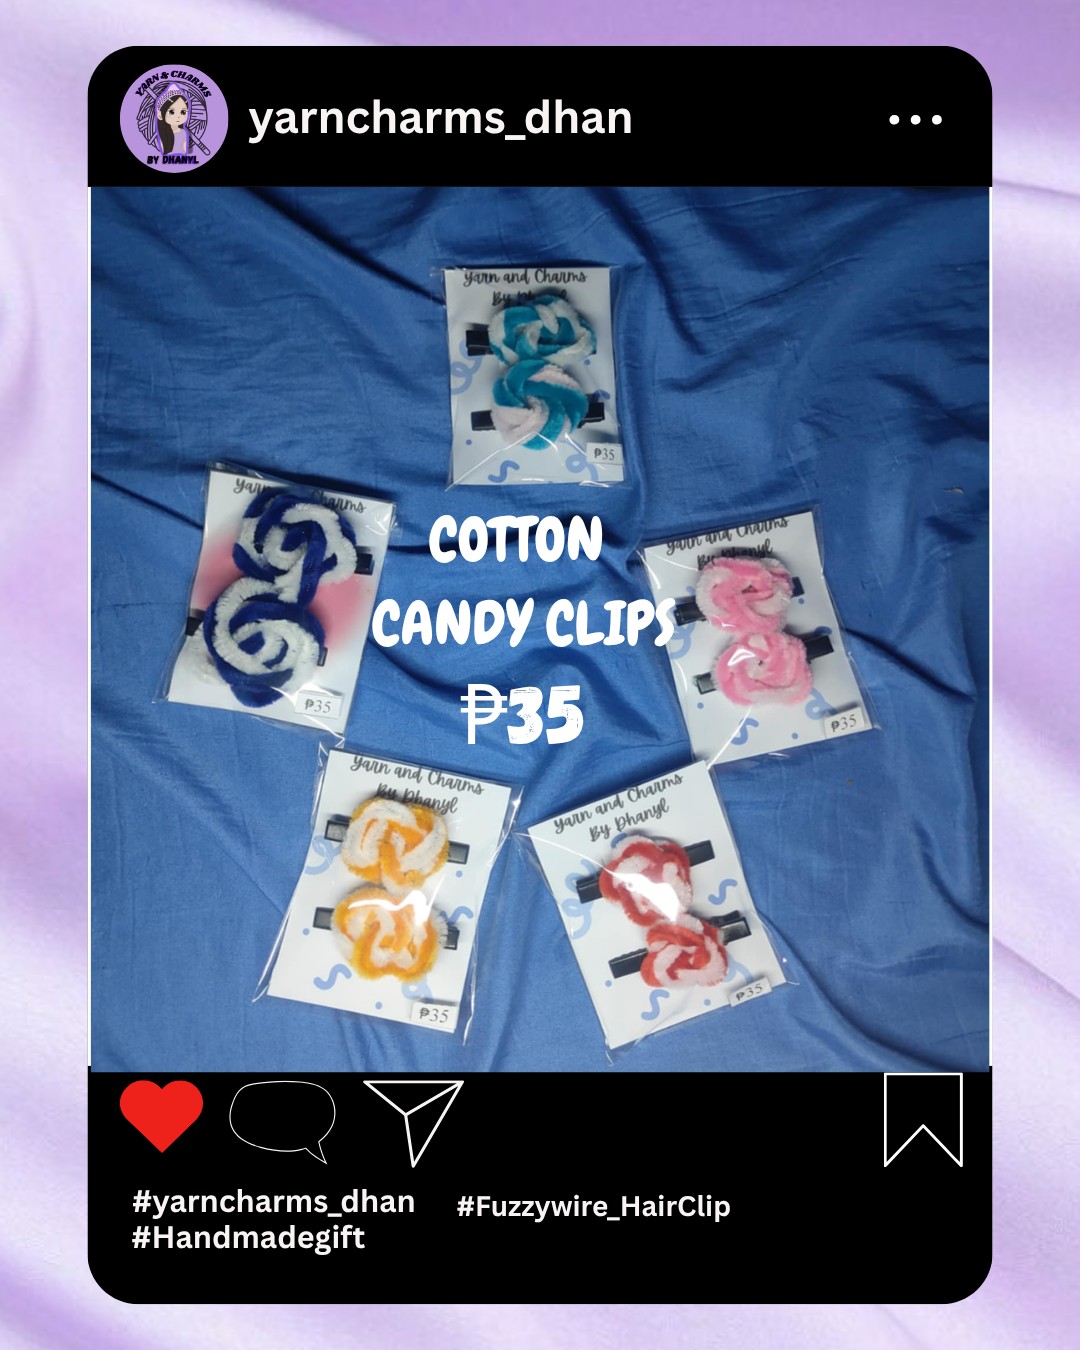 YARN & CHARMS
BY DHANYL
yarncharms_dhan
Yarn and Charms
By Dhanyl
₱35
Yarn Charms
₱35
COTTON
CANDY CLIPS
₱35
Yarn and Charms
By Dhanyl
₱35
Yarn and Charms
By Dhanyl
₱35
Yarn and Charms
By Dhanyl
₱35
#yarncharms_dhan #Fuzzywire_HairClip
#Handmadegift